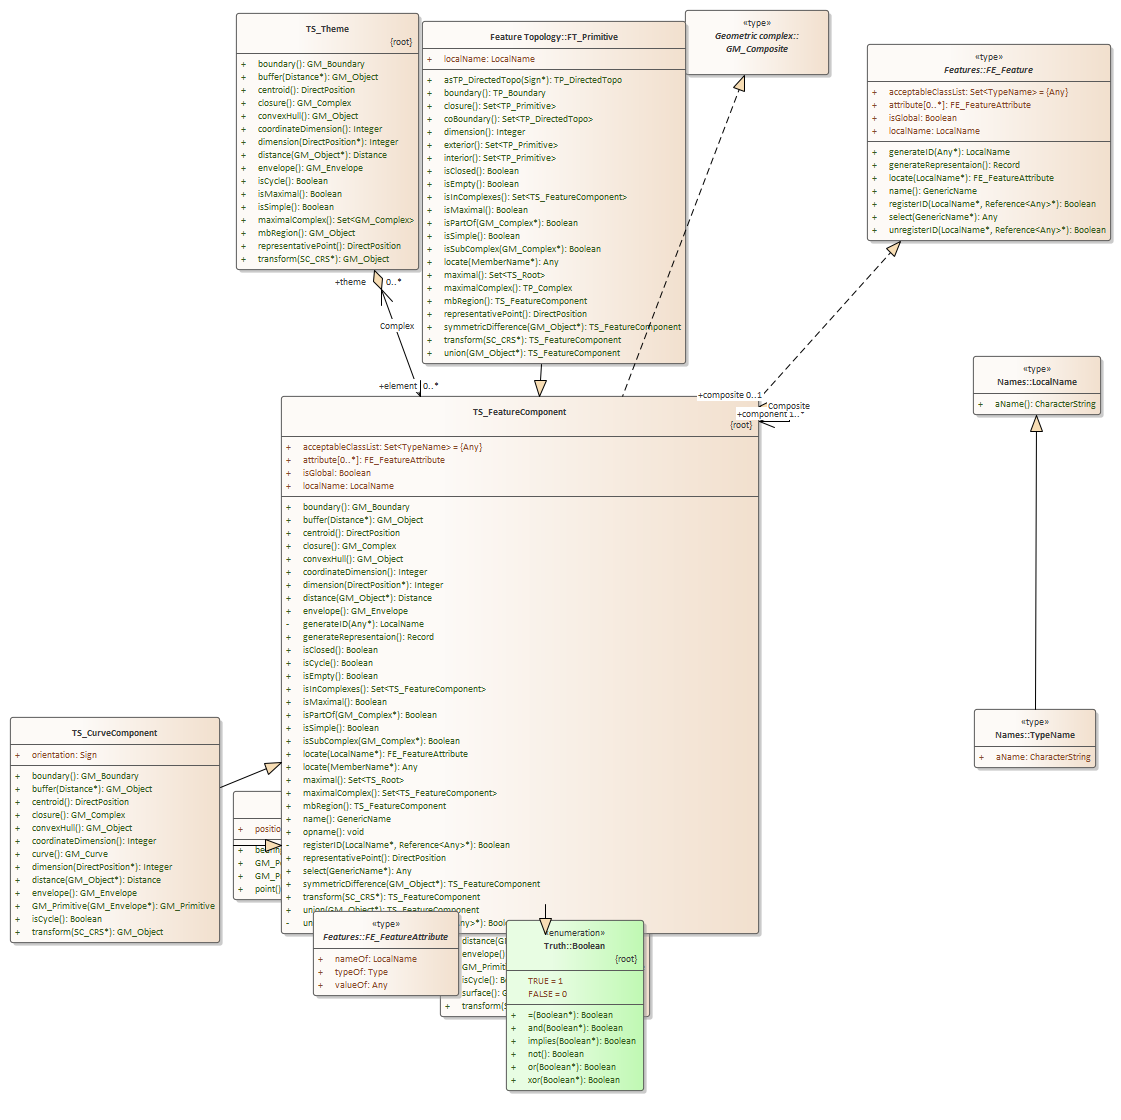 TS_Theme
{root}
+ boundary(): GM_Boundary
+ buffer(Distance*): GM_Object
+ centroid(): DirectPosition
+ closure(): GM_Complex
+ convexHull(): GM_Object
+ coordinateDimension(): Integer
+ dimension(DirectPosition*): Integer
+ distance(GM_Object*): Distance
+ envelope(): GM_Envelope
+ isCycle(): Boolean
+ isMaximal(): Boolean
+ isSimple(): Boolean
+ maximalComplex(): Set<GM_Complex>
+ mbRegion(): GM_Object
+ representativePoint(): DirectPosition
+ transform(SC_CRS*): GM_Object
Feature Topology::FT_Primitive
+ localName: LocalName
+ asTP_DirectedTopo(Sign*): TP_DirectedTopo
+ boundary(): TP_Boundary
+ closure(): Set<TP_Primitive>
+ coBoundary(): Set<TP_DirectedTopo>
+ dimension(): Integer
+ exterior(): Set<TP_Primitive>
+ interior(): Set<TP_Primitive>
+ isClosed(): Boolean
+ isEmpty(): Boolean
+ isInComplexes(): Set<TS_FeatureComponent>
+ isMaximal(): Boolean
+ isPartOf(GM_Complex*): Boolean
+ isSimple(): Boolean
+ isSubComplex(GM_Complex*): Boolean
+ locate(MemberName*): Any
+ maximal(): Set<TS_Root>
+ maximalComplex(): TP_Complex
+ mbRegion(): TS_FeatureComponent
+ representativePoint(): DirectPosition
+ symmetricDifference(GM_Object*): TS_FeatureComponent
+ transform(SC_CRS*): TS_FeatureComponent
+ union(GM_Object*): TS_FeatureComponent
«type»
Geometric complex::
GM_Composite
«type»
Features::FE_Feature
+ acceptableClassList: Set<TypeName> = {Any}
+ attribute[0..*]: FE_FeatureAttribute
+ isGlobal: Boolean
+ localName: LocalName
+ generateID(Any*): LocalName
+ generateRepresentaion(): Record
+ locate(LocalName*): FE_FeatureAttribute
+ name(): GenericName
+ registerID(LocalName*, Reference<Any>*): Boolean
+ select(GenericName*): Any
+ unregisterID(LocalName*, Reference<Any>*): Boolean
+theme 0..*
Complex
+element 0..*
+composite 0..1
Composite
+component 1..*
«type»
Names::LocalName
+ aName(): CharacterString
TS_FeatureComponent
{root}
+ acceptableClassList: Set<TypeName> = {Any}
+ attribute[0..*]: FE_FeatureAttribute
+ isGlobal: Boolean
+ localName: LocalName
+ boundary(): GM_Boundary
+ buffer(Distance*): GM_Object
+ centroid(): DirectPosition
+ closure(): GM_Complex
+ convexHull(): GM_Object
+ coordinateDimension(): Integer
+ dimension(DirectPosition*): Integer
+ distance(GM_Object*): Distance
+ envelope(): GM_Envelope
- generateID(Any*): LocalName
+ generateRepresentaion(): Record
+ isClosed(): Boolean
+ isCycle(): Boolean
+ isEmpty(): Boolean
+ isInComplexes(): Set<TS_FeatureComponent>
+ isMaximal(): Boolean
+ isPartOf(GM_Complex*): Boolean
+ isSimple(): Boolean
+ isSubComplex(GM_Complex*): Boolean
+ locate(LocalName*): FE_FeatureAttribute
+ locate(MemberName*): Any
+ maximal(): Set<TS_Root>
+ maximalComplex(): Set<TS_FeatureComponent>
+ mbRegion(): TS_FeatureComponent
+ name(): GenericName
+ opname(): void
- registerID(LocalName*, Reference<Any>*): Boolean
+ representativePoint(): DirectPosition
+ select(GenericName*): Any
+ symmetricDifference(GM_Object*): TS_FeatureComponent
+ transform(SC_CRS*): TS_FeatureComponent
+ union(GM_Object*): TS_FeatureComponent
«type»
Names::TypeName
+ aName: CharacterString
TS_CurveComponent
+ orientation: Sign
+ boundary(): GM_Boundary
+ buffer(Distance*): GM_Object
+ centroid(): DirectPosition
+ closure(): GM_Complex
+ convexHull(): GM_Object
+ coordinateDimension(): Integer
+ curve(): GM_Curve
+ dimension(DirectPosition*): Integer
+ distance(GM_Object*): Distance
+ envelope(): GM_Envelope
+ GM_Primitive(GM_Envelope*): GM_Primitive
+ isCycle(): Boolean
+ transform(SC_CRS*): GM_Object
+ positio
+ GM_P
+ GM_P
+ point()
«type»
Features::FE_FeatureAttribute
+ nameOf: LocalName
+ typeOf: Type
+ valueOf: Any
distance(G
envelope()
GM_Primit
isCycle(): B
surface(): G
+ transform(S
«enumeration»
Truth::Boolean
{root}
TRUE = 1
FALSE = 0
+ =(Boolean*): Boolean
+ and(Boolean*): Boolean
+ implies(Boolean*): Boolean
+ not(): Boolean
+ or(Boolean*): Boolean
+ xor(Boolean*): Boolean